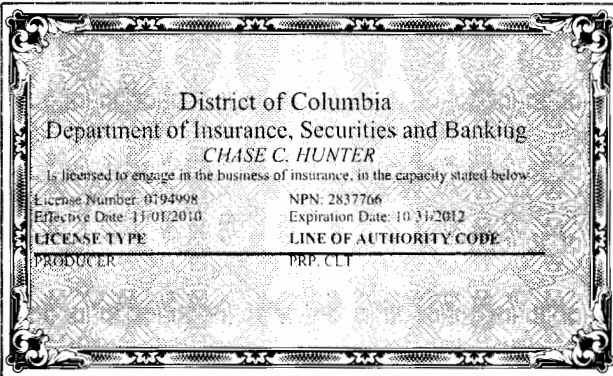 District of Columbia
Department of Insurance, Securities and Banking
CHASE C. HUNTER
Is licensed to engage in the business of insurance, in the capacity stated below
License Number: 0194998 NPN: 2837766
Effective Date: 11/01/2010 Expiration Date: 10/31/2012
LICENSE TYPE LINE OF AUTHORITY CODE
PRODUCER PRP, CLT